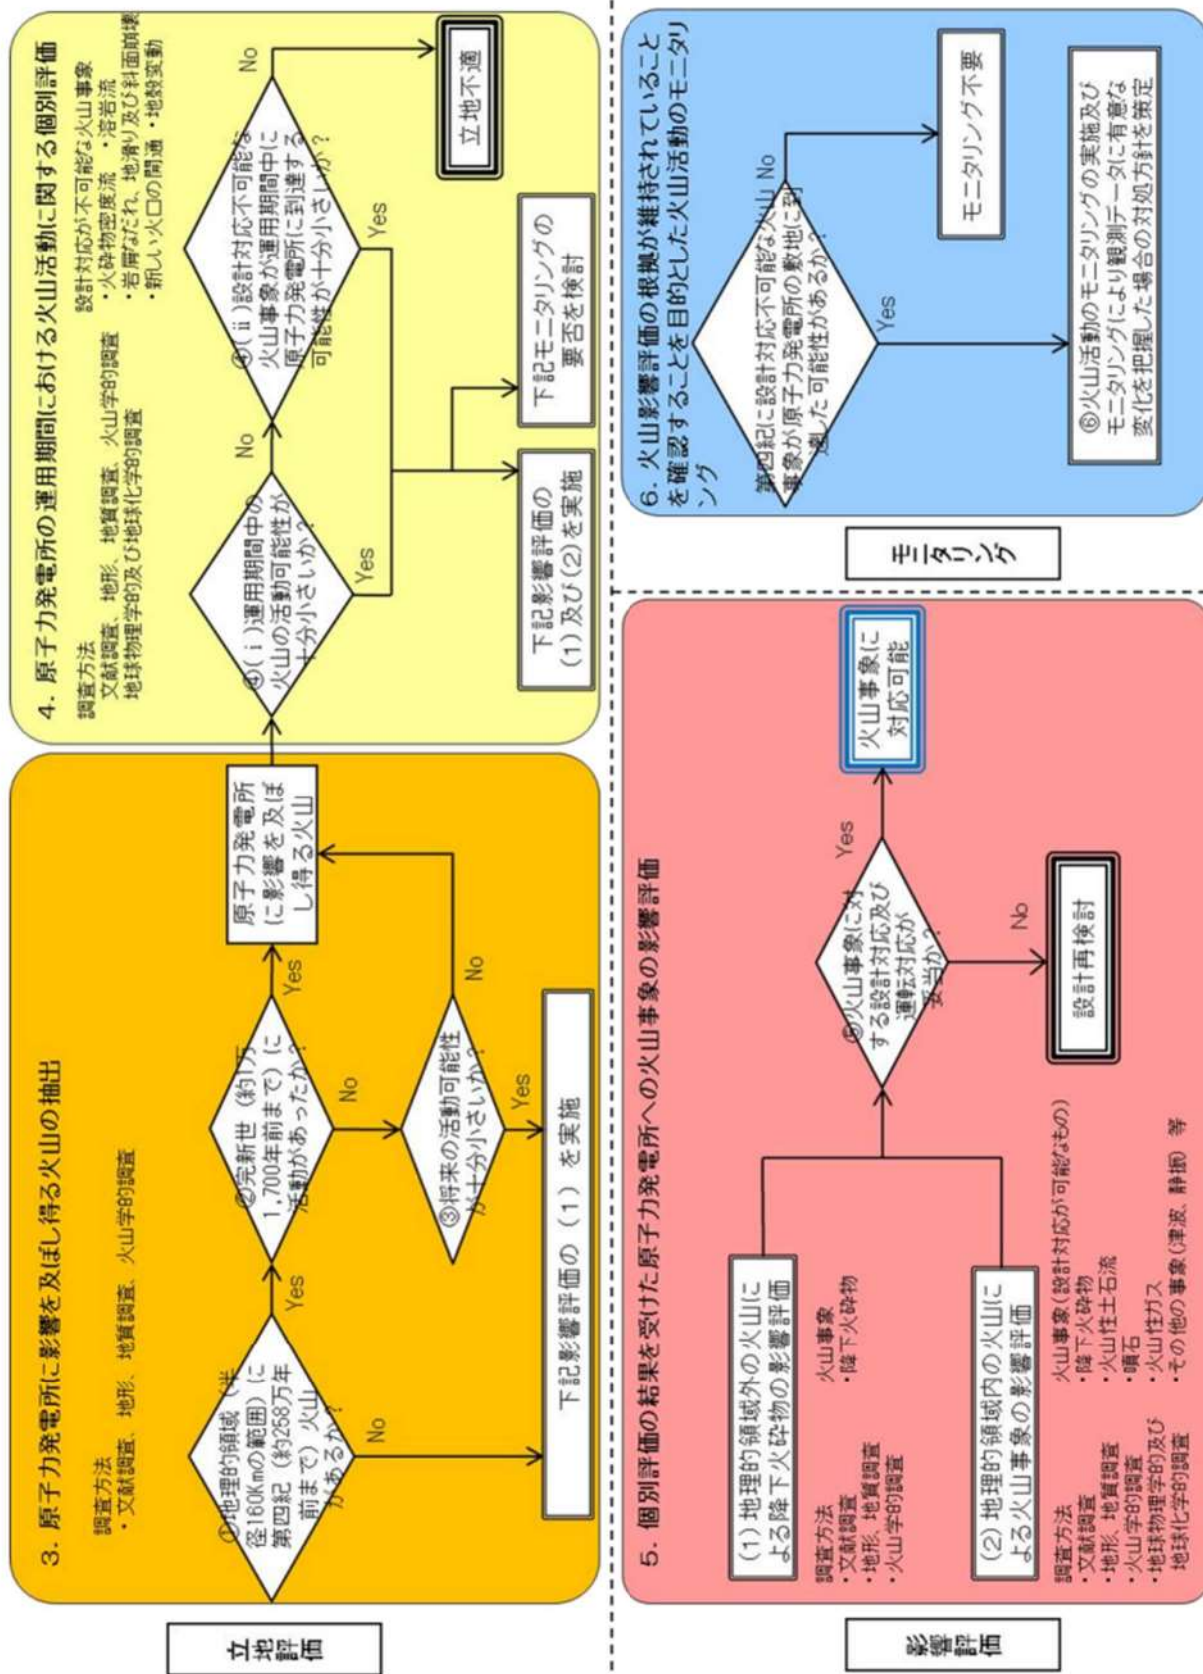 立地評価
3. 原子力発電所に影響を及ぼし得る火山の抽出
調査方法
・文献調査、地形、地質調査、火山学的調査
①地理的領域（半
径160Kmの範囲）に
第四紀（約258万年
前まで）火山
があるか？
Yes
No
②完新世（約1万
1,700年前まで）に
活動があったか？
Yes
No
③将来の活動可能性
が十分小さいか？
No
Yes
原子力発電所
に影響を及ぼ
し得る火山
下記影響評価の（1）を実施
4. 原子力発電所の運用期間における火山活動に関する個別評価
調査方法
文献調査、地形、地質調査、火山学的調査
地球物理学的及び地球化学的調査
設計対応が不可能な火山事象
・火砕物密度流 ・溶岩流
・岩屑なだれ、地滑り及び斜面崩壊
・新しい火口の開通 ・地殻変動
④(ⅰ)運用期間中の
火山の活動可能性が
十分小さいか？
No
Yes
④(ⅱ)設計対応不可能な
火山事象が運用期間中に
原子力発電所に到達する
可能性が十分小さいか？
No
Yes
立地不適
下記影響評価の
(1)及び(2)を実施
下記モニタリングの
要否を検討
影響評価
5. 個別評価の結果を受けた原子力発電所への火山事象の影響評価
(1)地理的領域外の火山に
よる降下火砕物の影響評価
調査方法
・文献調査
・地形、地質調査
・火山学的調査
火山事象
・降下火砕物
(2)地理的領域内の火山に
よる火山事象の影響評価
調査方法
・文献調査
・地形、地質調査
・火山学的調査
・地球物理学的及び
地球化学的調査
火山事象(設計対応が可能なもの)
・降下火砕物
・火山性土石流
・噴石
・火山性ガス
・その他の事象(津波、静振) 等
⑤火山事象に対
する設計対応及び
運転対応が
妥当か？
Yes
No
火山事象に
対応可能
設計再検討
モニタリング
6. 火山影響評価の根拠が維持されていること
を確認することを目的とした火山活動のモニタリ
ング
第四紀に設計対応不可能な火山
事象が原子力発電所の敷地に到
達した可能性があるか？
No
Yes
モニタリング不要
⑥火山活動のモニタリングの実施及び
モニタリングにより観測データに有意な
変化を把握した場合の対処方針を策定